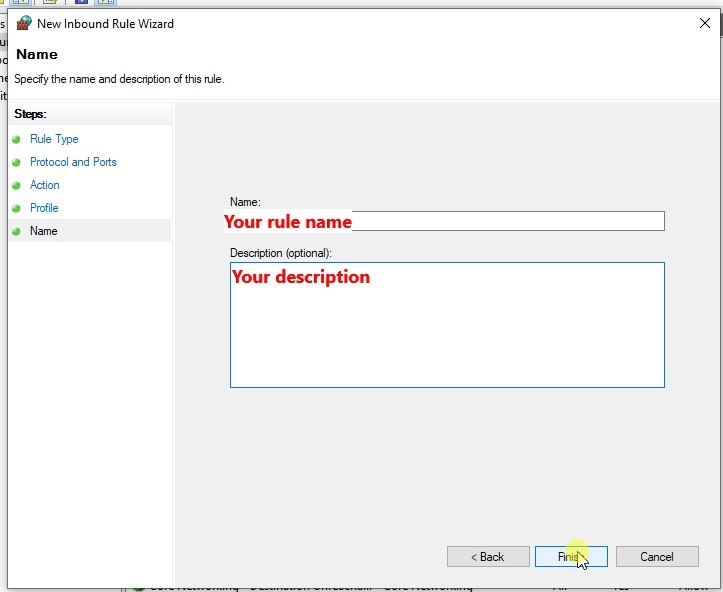 New Inbound Rule Wizard
Name
Specify the name and description of this rule.
Steps:
Rule Type
Protocol and Ports
Action
Profile
Name
Name:
Your rule name
Description (optional):
Your description
< Back
Finish
Cancel